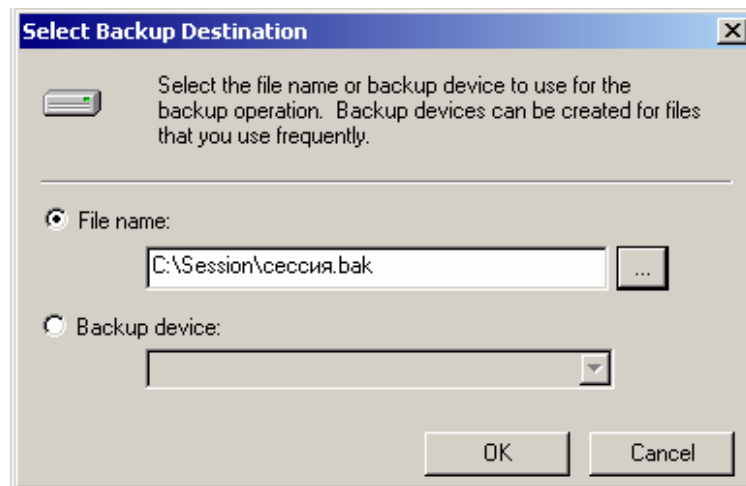 Select Backup Destination
Select the file name or backup device to use for the
backup operation. Backup devices can be created for files
that you use frequently.
File name:
C:\Session\сессия.bak
...
Backup device:
OK
Cancel